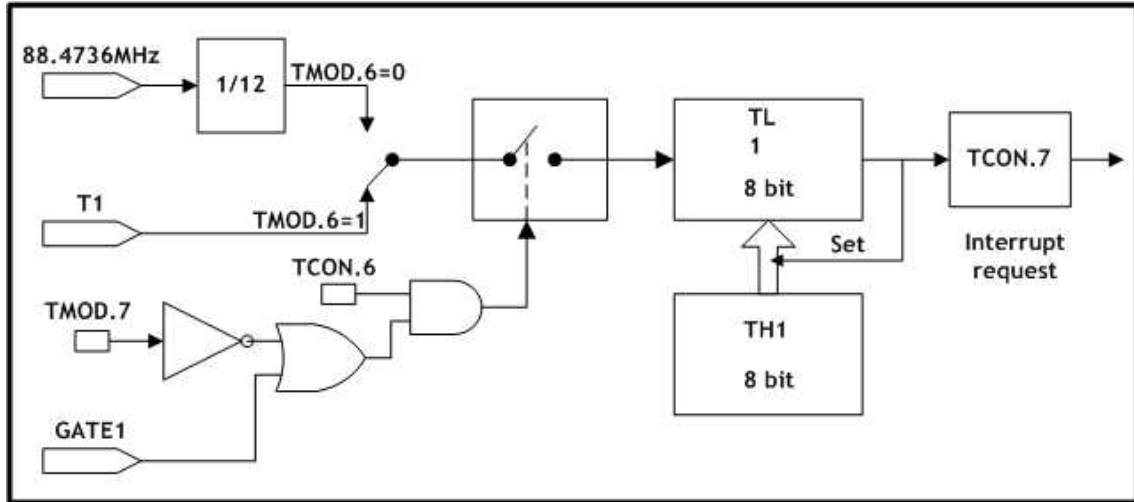 88.4736MHz
1/12
TMOD.6=0
T1
TMOD.6=1
TL
1
8 bit
TCON.7
Interrupt
request
Set
TCON.6
TMOD.7
TH1
8 bit
GATE1